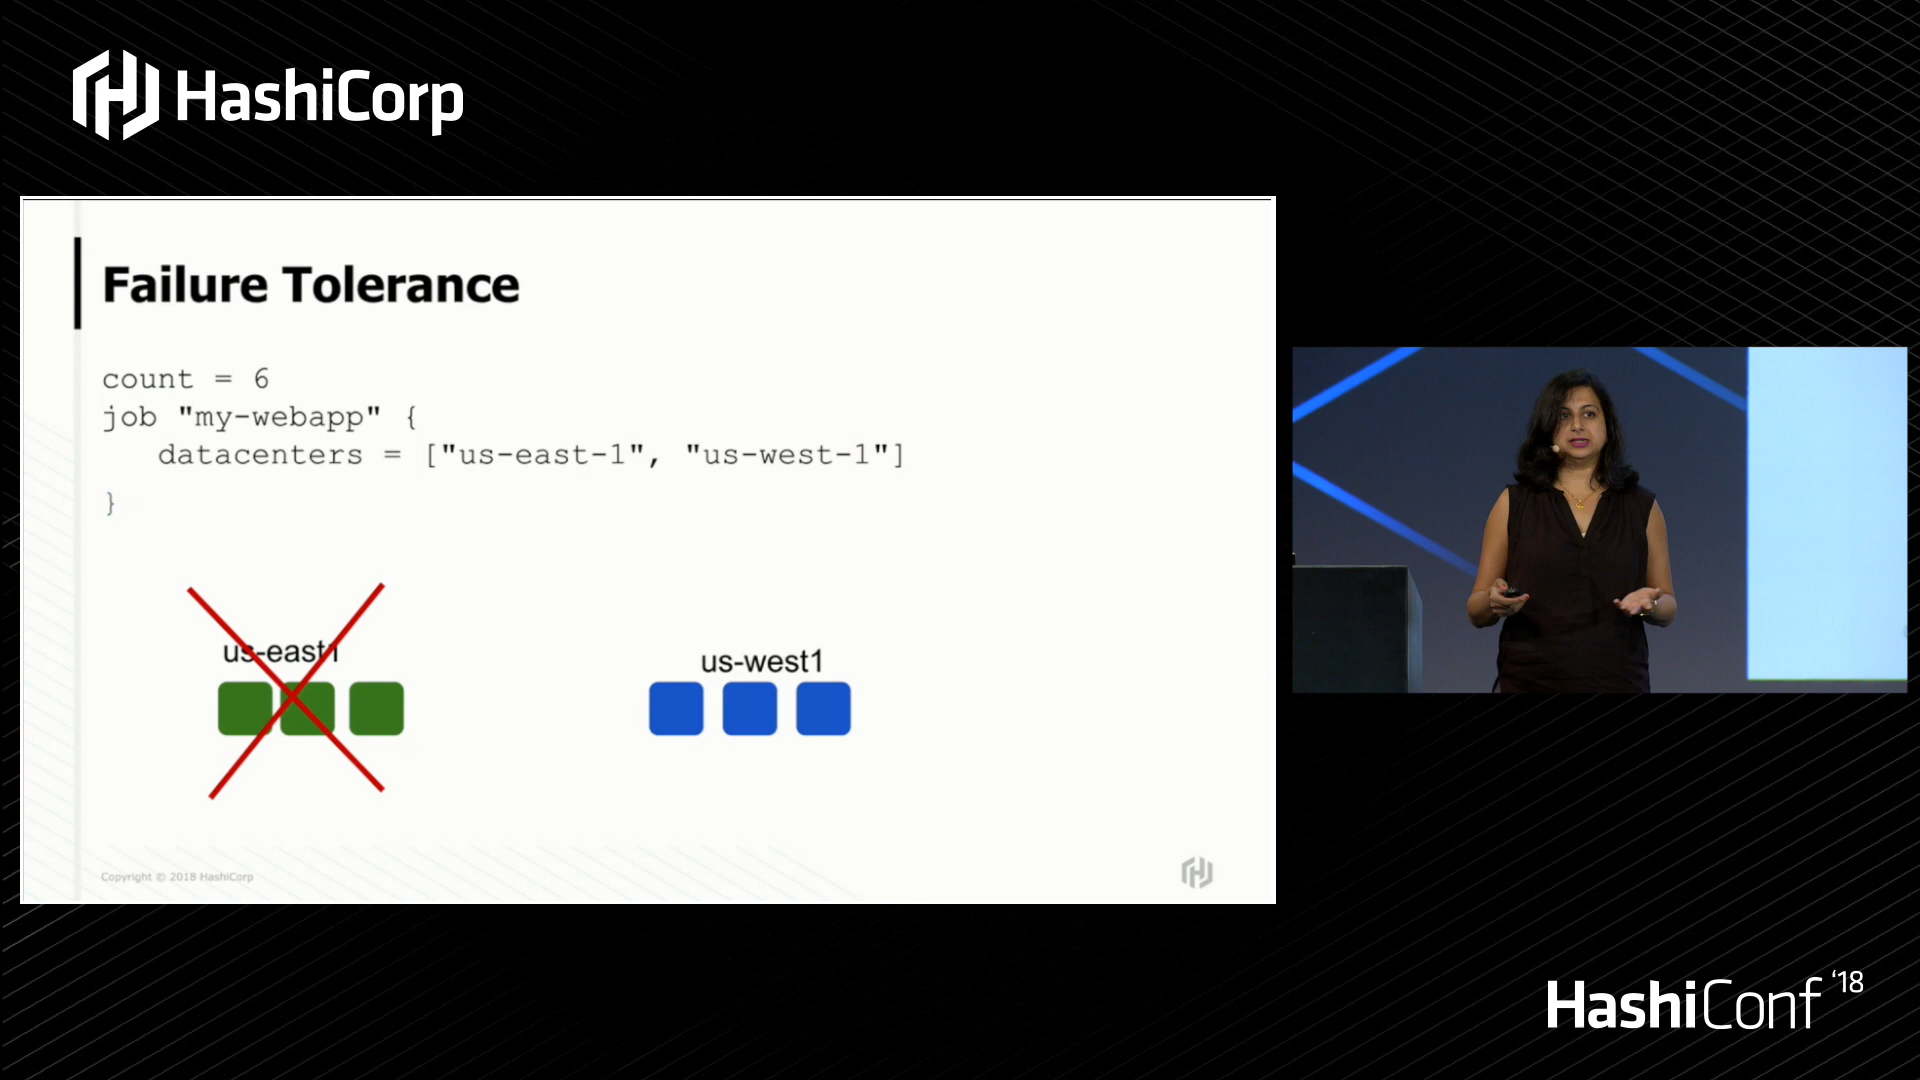 HashiCorp
Failure Tolerance
count = 6
job "my-webapp" {
datacenters = ["us-east-1", "us-west-1"]
}
us-east1
us-west1
Copyright © 2018 HashiCorp
HashiConf '18